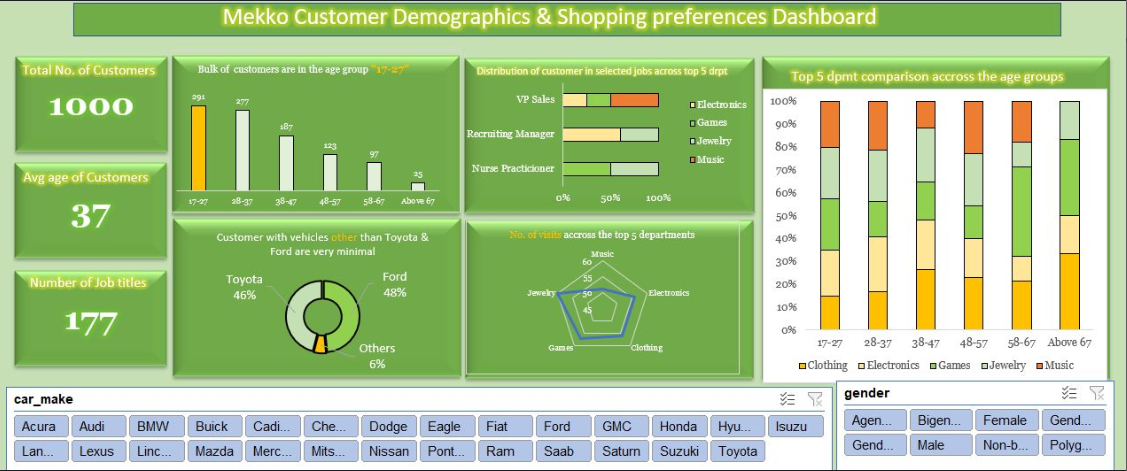 Mekko Customer Demographics & Shopping preferences Dashboard
Total No. of Customers
1000
Avg age of Customers
37
Number of Job titles
177
Bulk of customers are in the age group "17-27"
291
277
187
123
97
25
17-27 28-37 38-47 48-57 58-67 Above 67
Customer with vehicles other than Toyota &
Ford are very minimal
Toyota
46%
Ford
48%
Others
6%
Distribution of customer in selected jobs across top 5 drpt
VP Sales
Recruiting Manager
Nurse Practicioner
0% 50% 100%
Electronics
Games
Jewelry
Music
No. of visits accross the top 5 departments
Music
60
55
50
45
Jewelry
Electronics
Games
Clothing
Top 5 dpmt comparison accross the age groups
100%
90%
80%
70%
60%
50%
40%
30%
20%
10%
0%
17-27 28-37 38-47 48-57 58-67 Above 67
Clothing Electronics Games Jewelry Music
car_make
Acura Audi BMW Buick Cadi... Che... Dodge Eagle Fiat Ford GMC Honda Hyu... Isuzu
Lan... Lexus Linc... Mazda Merc... Mits... Nissan Pont... Ram Saab Saturn Suzuki Toyota
gender
Agen... Bigen... Female Gend...
Gend... Male Non-b... Polyg...